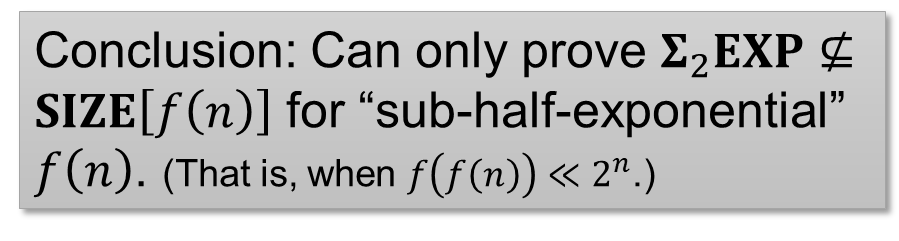 Conclusion: Can only prove 𝚺₂𝐄𝐗𝐏 ⊈
𝐒𝐈𝐙𝐄[𝑓(𝑛)] for “sub-half-exponential”
𝑓(𝑛). (That is, when 𝑓(𝑓(𝑛)) ≪ 2ⁿ.)